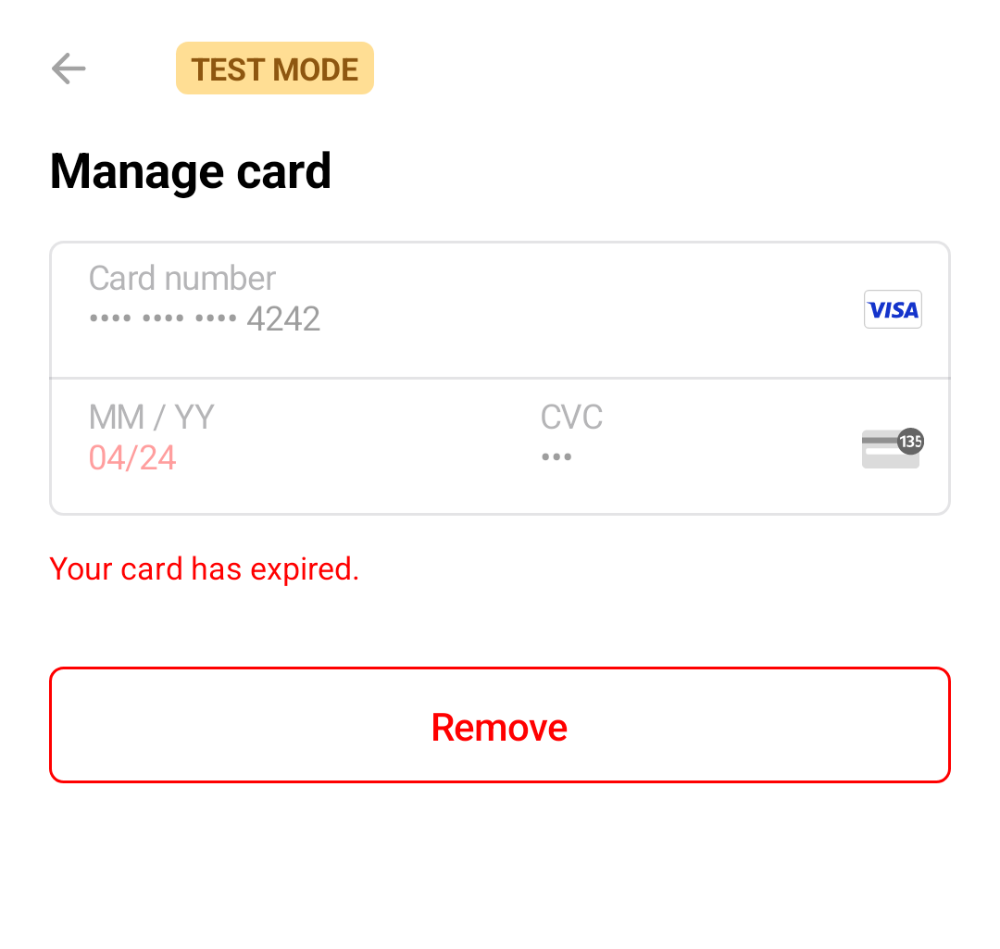 TEST MODE
Manage card
Card number
•••• •••• •••• 4242
VISA
MM / YY
CVC
04/24
•••
135
Your card has expired.
Remove